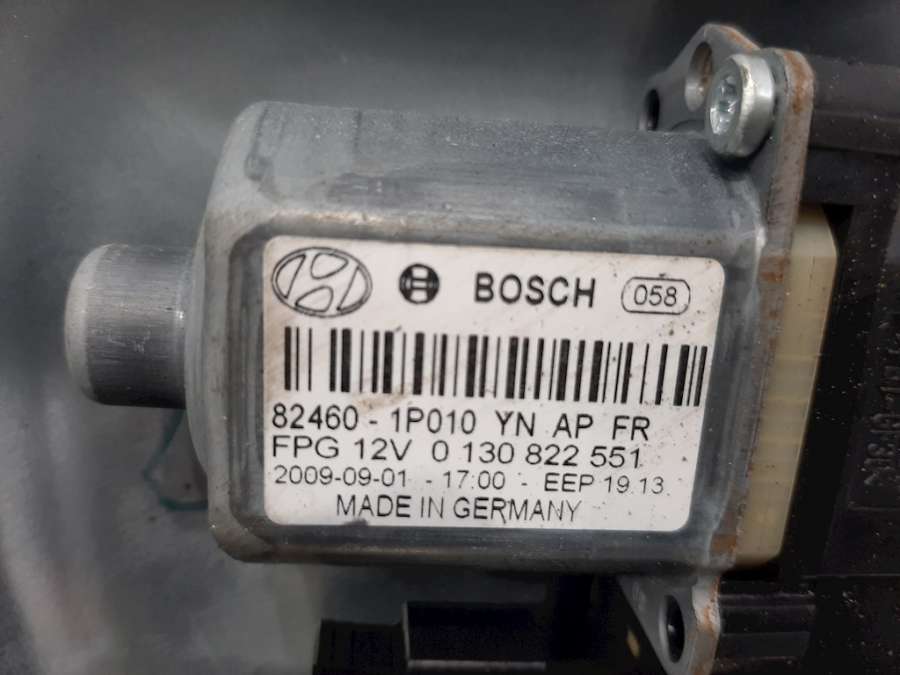 BOSCH 058
82460 - 1P010 YN AP FR
FPG 12V 0 130 822 551
2009-09-01 - 17:00 - EEP 19.13
MADE IN GERMANY